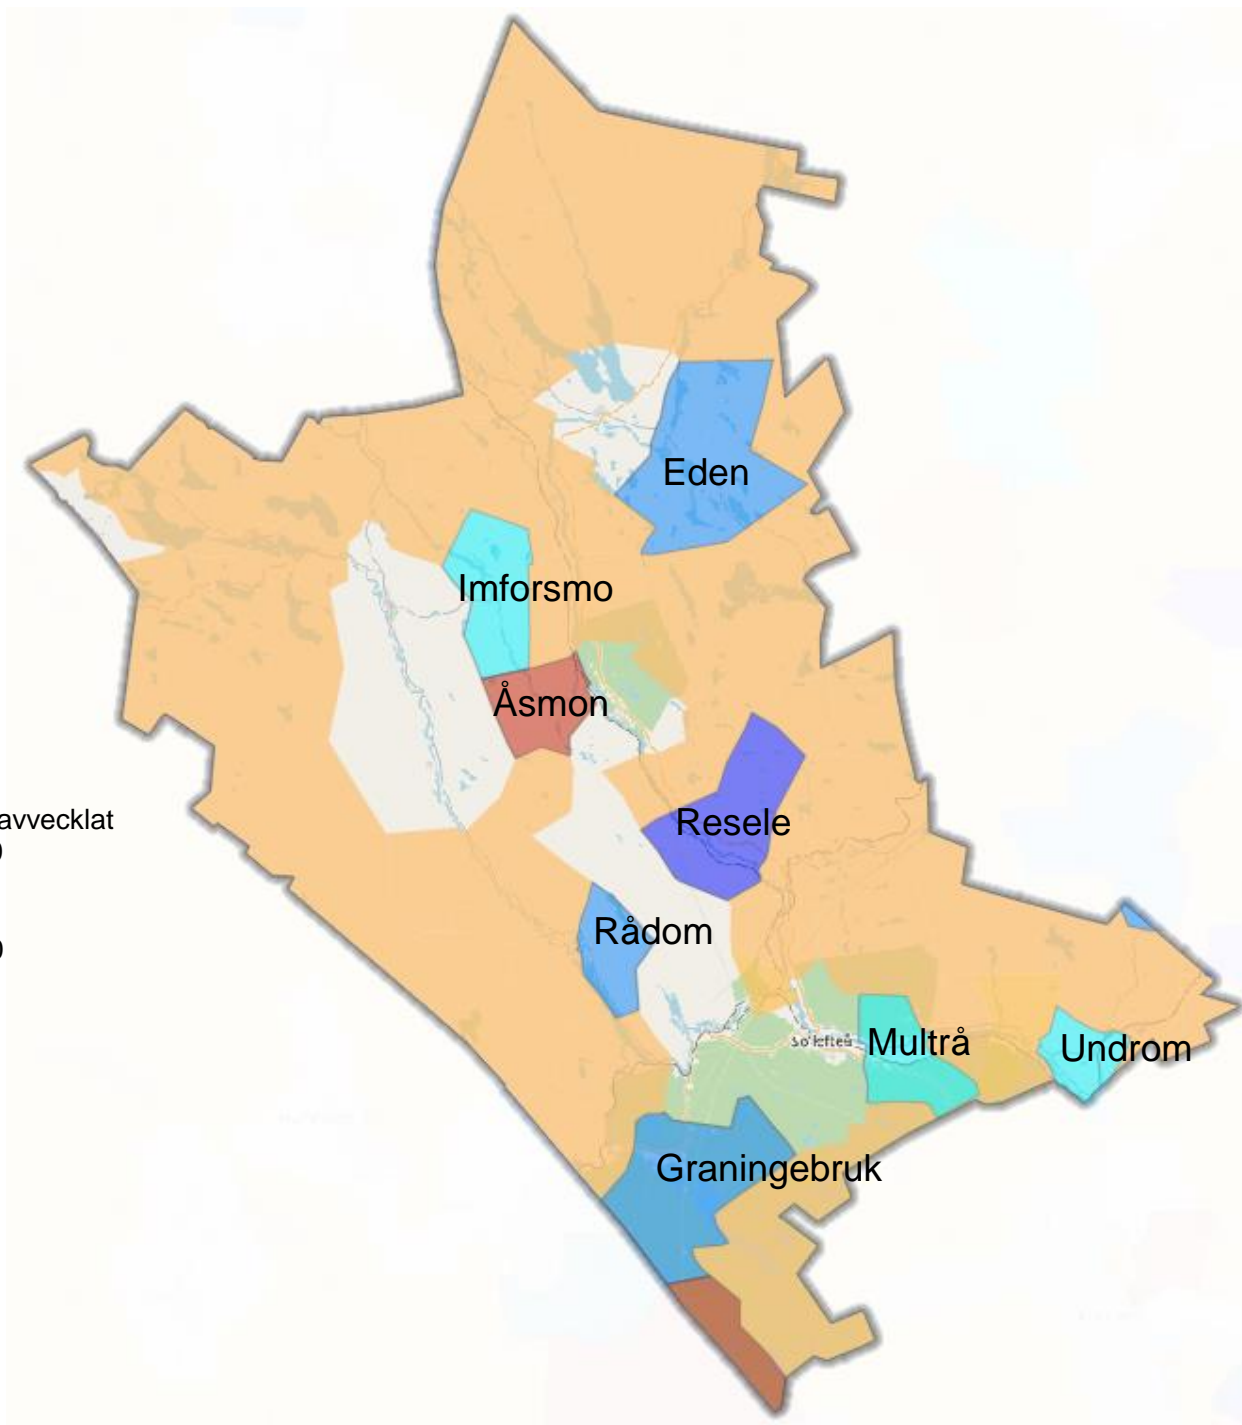 Eden
Imforsmo
Åsmon
avvecklat
)
Resele
Rådom
)
Multrå
Undrom
Graningebruk